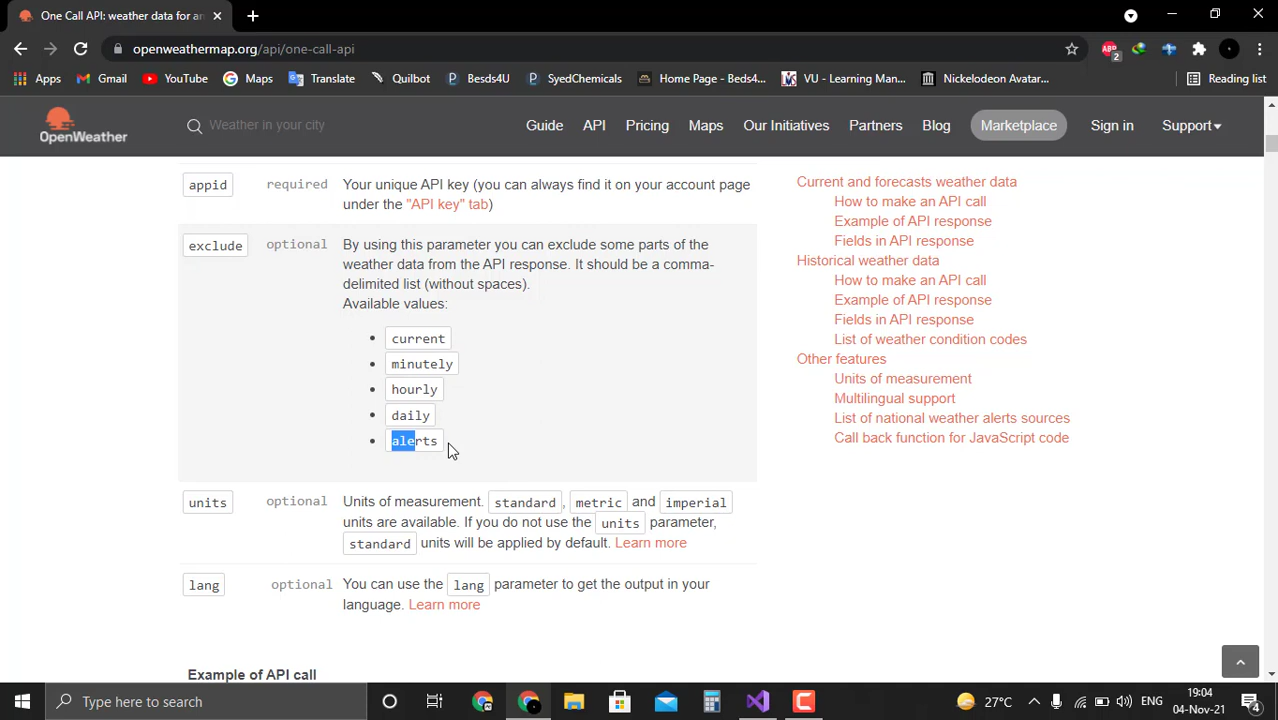 One Call API: weather data for an
openweathermap.org/api/one-call-api
ABP
2
Apps Gmail YouTube Maps Translate Quilbot Besds4U SyedChemicals Home Page - Beds4... VU - Learning Man... Nickelodeon Avatar... Reading list
OpenWeather
Weather in your city
Guide API Pricing Maps Our Initiatives Partners Blog Marketplace Sign in Support
appid required Your unique API key (you can always find it on your account page
under the "API key" tab)
exclude optional By using this parameter you can exclude some parts of the
weather data from the API response. It should be a comma-
delimited list (without spaces).
Available values:
• current
• minutely
• hourly
• daily
• alerts
units optional Units of measurement. standard, metric and imperial
units are available. If you do not use the units parameter,
standard units will be applied by default. Learn more
lang optional You can use the lang parameter to get the output in your
language. Learn more
Example of API call
Current and forecasts weather data
How to make an API call
Example of API response
Fields in API response
Historical weather data
How to make an API call
Example of API response
Fields in API response
List of weather condition codes
Other features
Units of measurement
Multilingual support
List of national weather alerts sources
Call back function for JavaScript code
Type here to search
27°C
ENG
19:04
04-Nov-21
4